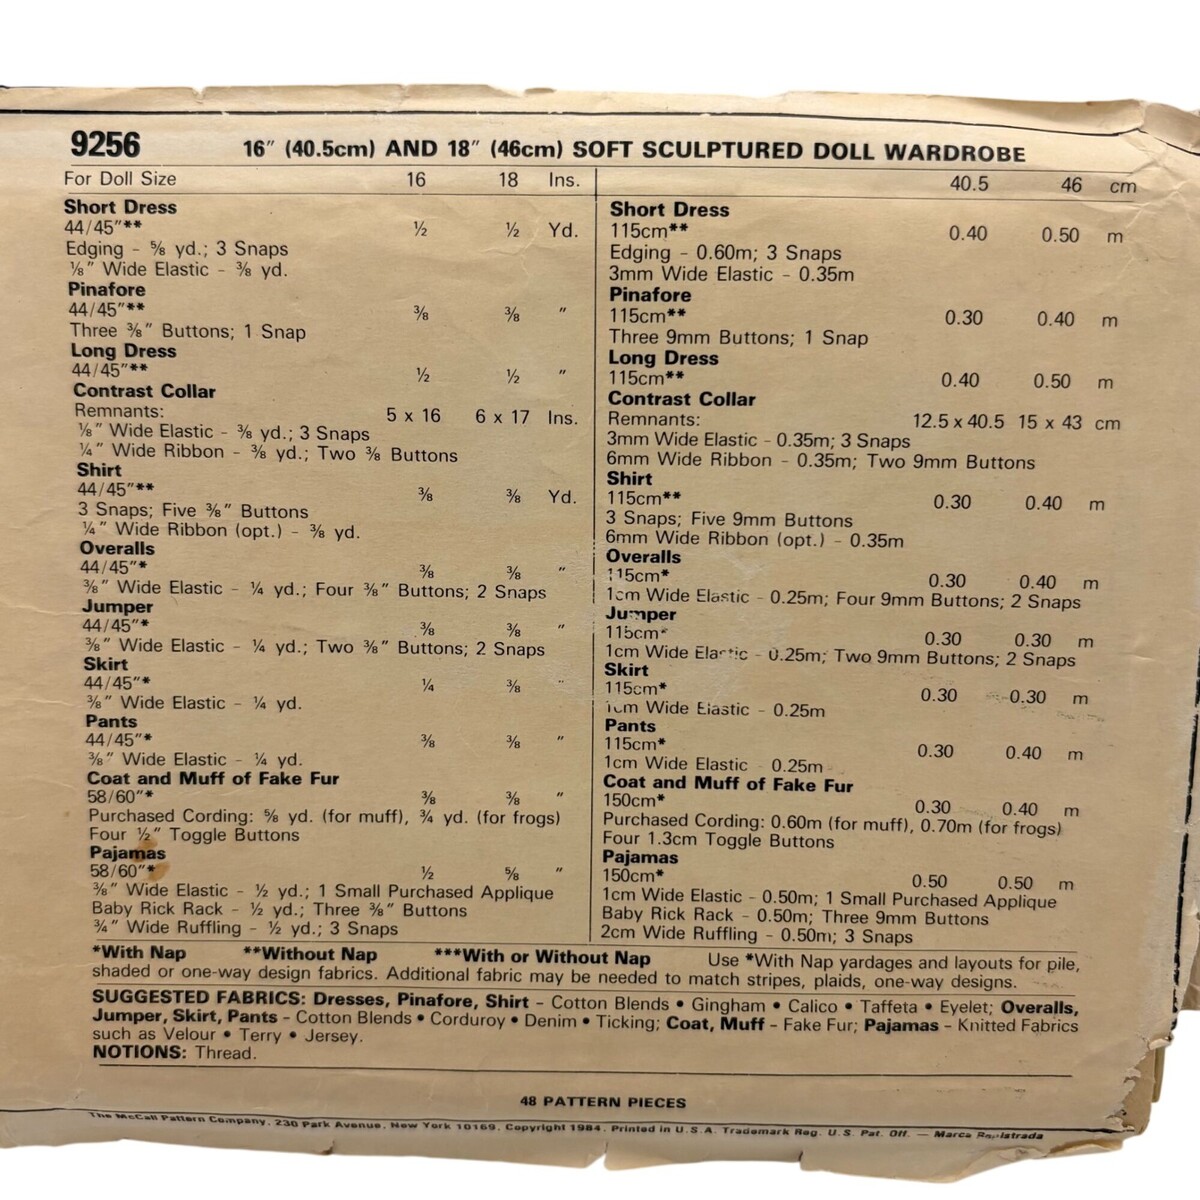 9256 16" (40.5cm) AND 18" (46cm) SOFT SCULPTURED DOLL WARDROBE
For Doll Size 16 18 Ins.
Short Dress
44/45"** ½ ½ Yd.
Edging - ⅝ yd.; 3 Snaps
⅛" Wide Elastic - ⅜ yd.
Pinafore
44/45"** ⅜ ⅜ "
Three ⅜" Buttons; 1 Snap
Long Dress
44/45"** ½ ½ "
Contrast Collar
Remnants: 5 x 16 6 x 17 Ins.
⅛" Wide Elastic - ⅜ yd.; 3 Snaps
¼" Wide Ribbon - ⅜ yd.; Two ⅜ Buttons
Shirt
44/45"** ⅜ ⅜ Yd.
3 Snaps; Five ⅜" Buttons
¼" Wide Ribbon (opt.) - ⅜ yd.
Overalls
44/45"* ⅜ ⅜ "
⅜" Wide Elastic - ¼ yd.; Four ⅜" Buttons; 2 Snaps
Jumper
44/45"* ⅜ ⅜ "
⅜" Wide Elastic - ¼ yd.; Two ⅜" Buttons; 2 Snaps
Skirt
44/45"* ¼ ⅜ "
⅜" Wide Elastic - ¼ yd.
Pants
44/45"* ⅜ ⅜ "
⅜" Wide Elastic - ¼ yd.
Coat and Muff of Fake Fur
58/60"* ⅜ ⅜ "
Purchased Cording: ⅝ yd. (for muff), ¾ yd. (for frogs)
Four ½" Toggle Buttons
Pajamas
58/60"* ½ ⅝ "
⅜" Wide Elastic - ½ yd.; 1 Small Purchased Applique
Baby Rick Rack - ½ yd.; Three ⅜" Buttons
¾" Wide Ruffling - ½ yd.; 3 Snaps
40.5 46 cm
Short Dress
115cm** 0.40 0.50 m
Edging - 0.60m; 3 Snaps
3mm Wide Elastic - 0.35m
Pinafore
115cm** 0.30 0.40 m
Three 9mm Buttons; 1 Snap
Long Dress
115cm** 0.40 0.50 m
Contrast Collar
Remnants: 12.5 x 40.5 15 x 43 cm
3mm Wide Elastic - 0.35m; 3 Snaps
6mm Wide Ribbon - 0.35m; Two 9mm Buttons
Shirt
115cm** 0.30 0.40 m
3 Snaps; Five 9mm Buttons
6mm Wide Ribbon (opt.) - 0.35m
Overalls
115cm* 0.30 0.40 m
1cm Wide Elastic - 0.25m; Four 9mm Buttons; 2 Snaps
Jumper
115cm* 0.30 0.30 m
1cm Wide Elastic - 0.25m; Two 9mm Buttons; 2 Snaps
Skirt
115cm* 0.30 0.30 m
1cm Wide Elastic - 0.25m
Pants
115cm* 0.30 0.40 m
1cm Wide Elastic 0.25m
Coat and Muff of Fake Fur
150cm* 0.30 0.40 m
Purchased Cording: 0.60m (for muff), 0.70m (for frogs)
Four 1.3cm Toggle Buttons
Pajamas
150cm* 0.50 0.50 m
1cm Wide Elastic - 0.50m; 1 Small Purchased Applique
Baby Rick Rack - 0.50m; Three 9mm Buttons
2cm Wide Ruffling - 0.50m; 3 Snaps
*With Nap **Without Nap ***With or Without Nap Use *With Nap yardages and layouts for pile,
shaded or one-way design fabrics. Additional fabric may be needed to match stripes, plaids, one-way designs.
SUGGESTED FABRICS: Dresses, Pinafore, Shirt - Cotton Blends • Gingham • Calico • Taffeta • Eyelet; Overalls,
Jumper, Skirt, Pants - Cotton Blends • Corduroy • Denim • Ticking; Coat, Muff - Fake Fur; Pajamas - Knitted Fabrics
such as Velour • Terry • Jersey.
NOTIONS: Thread.
48 PATTERN PIECES
The McCall Pattern Company, 230 Park Avenue, New York 10169. Copyright 1984. Printed in U.S.A. Trademark Reg. U.S. Pat. Off. — Marca Registrada